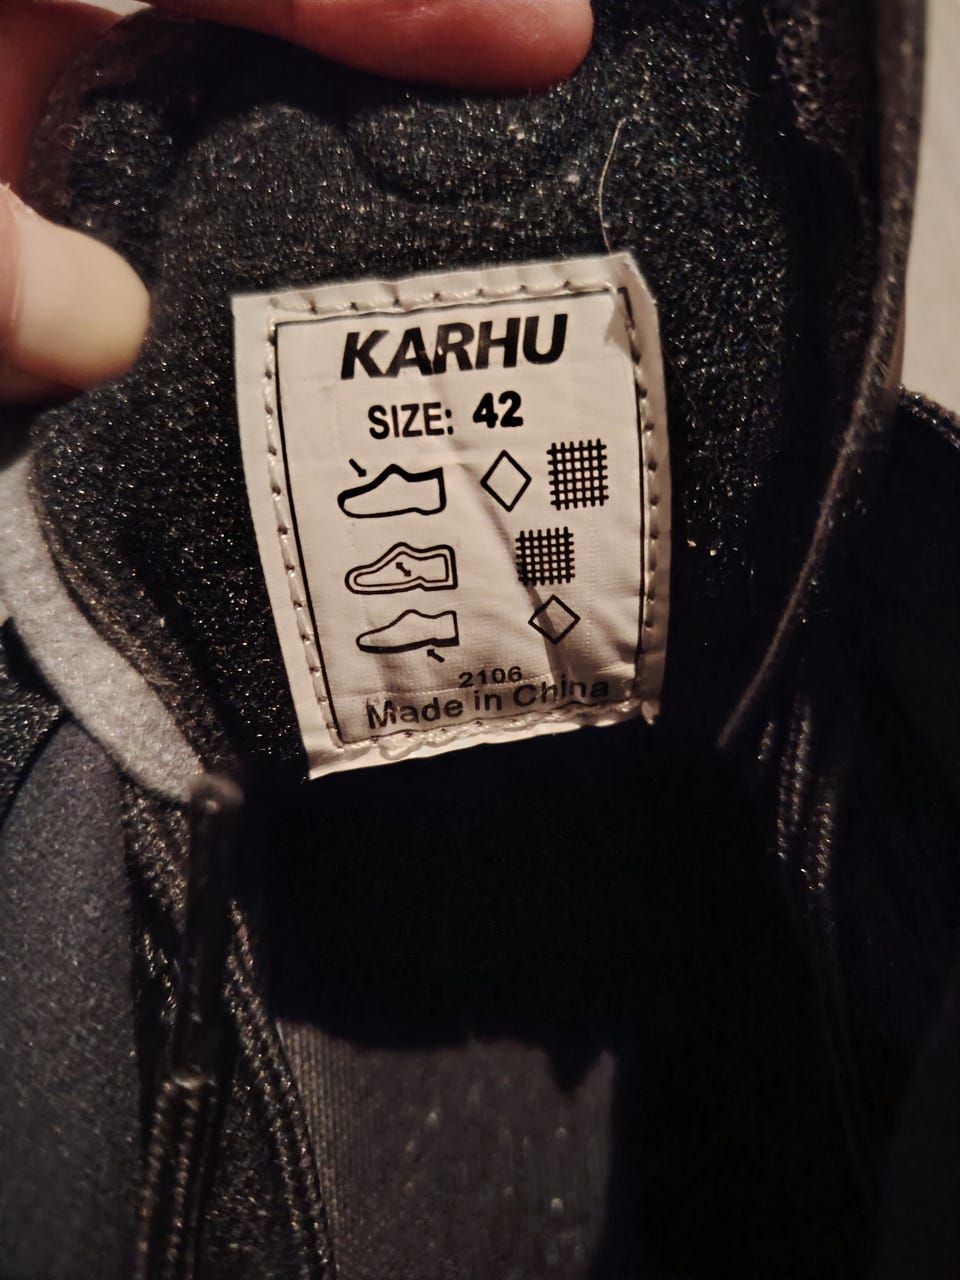 KARHU
SIZE: 42
2106
Made in China